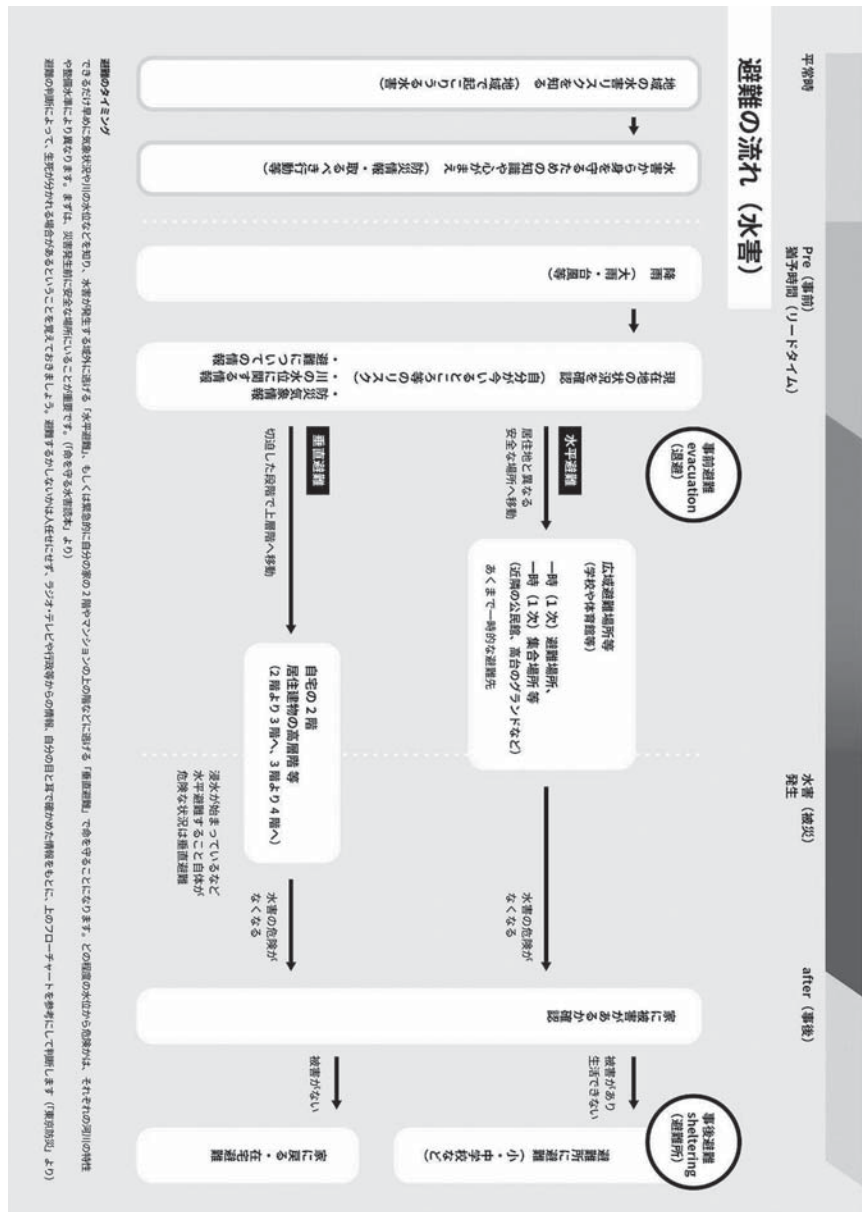 避難の流れ（水害）
平常時
Pre（事前）
猶予時間（リードタイム）
水害（被災）
発生
after（事後）
地域の水害リスクを知る（地域で起こりうる水害）
水害から身を守るための知識や心がまえ（防災情報・取るべき行動等）
降雨（大雨・台風等）
現在地の状況を確認（自分が今いるところ等のリスク）
・防災気象情報
・川の水位に関する情報
・避難についての情報
事前避難
evacuation
（退避）
水平避難
居住地と異なる
安全な場所へ移動
広域避難場所等
（学校や体育館等）
一時（1次）避難場所、
一時（1次）集合場所 等
（近隣の公民館、高台のグランドなど）
あくまで一時的な避難先
水害の危険が
なくなる
垂直避難
切迫した段階で上層階へ移動
自宅の2階
居住建物の高層階 等
（2階より3階へ、3階より4階へ）
浸水が始まっているなど
水平避難すること自体が
危険な状況は垂直避難
水害の危険が
なくなる
家に被害があるか確認
被害があり
生活できない
事後避難
sheltering
（避難所）
避難所に避難（小・中学校など）
被害がない
家に戻る・在宅避難
避難のタイミング
できるだけ早めに気象状況や川の水位などを知り、水害が発生する域外に逃げる「水平避難」、もしくは緊急的に自分の家の2階やマンションの上の階などに逃げる「垂直避難」で命を守ることになります。どの程度の水位から危険かは、それぞれの河川の特性
や整備水準により異なります。まずは、災害発生前に安全な場所にいることが重要です。（「命を守る水害読本」より）
避難の判断によって、生死が分かれる場合があるということを覚えておきましょう。避難するかしないかは人任せにせず、ラジオ・テレビや行政等からの情報、自分の目と耳で確かめた情報をもとに、上のフローチャートを参考にして判断します（「東京防災」より）